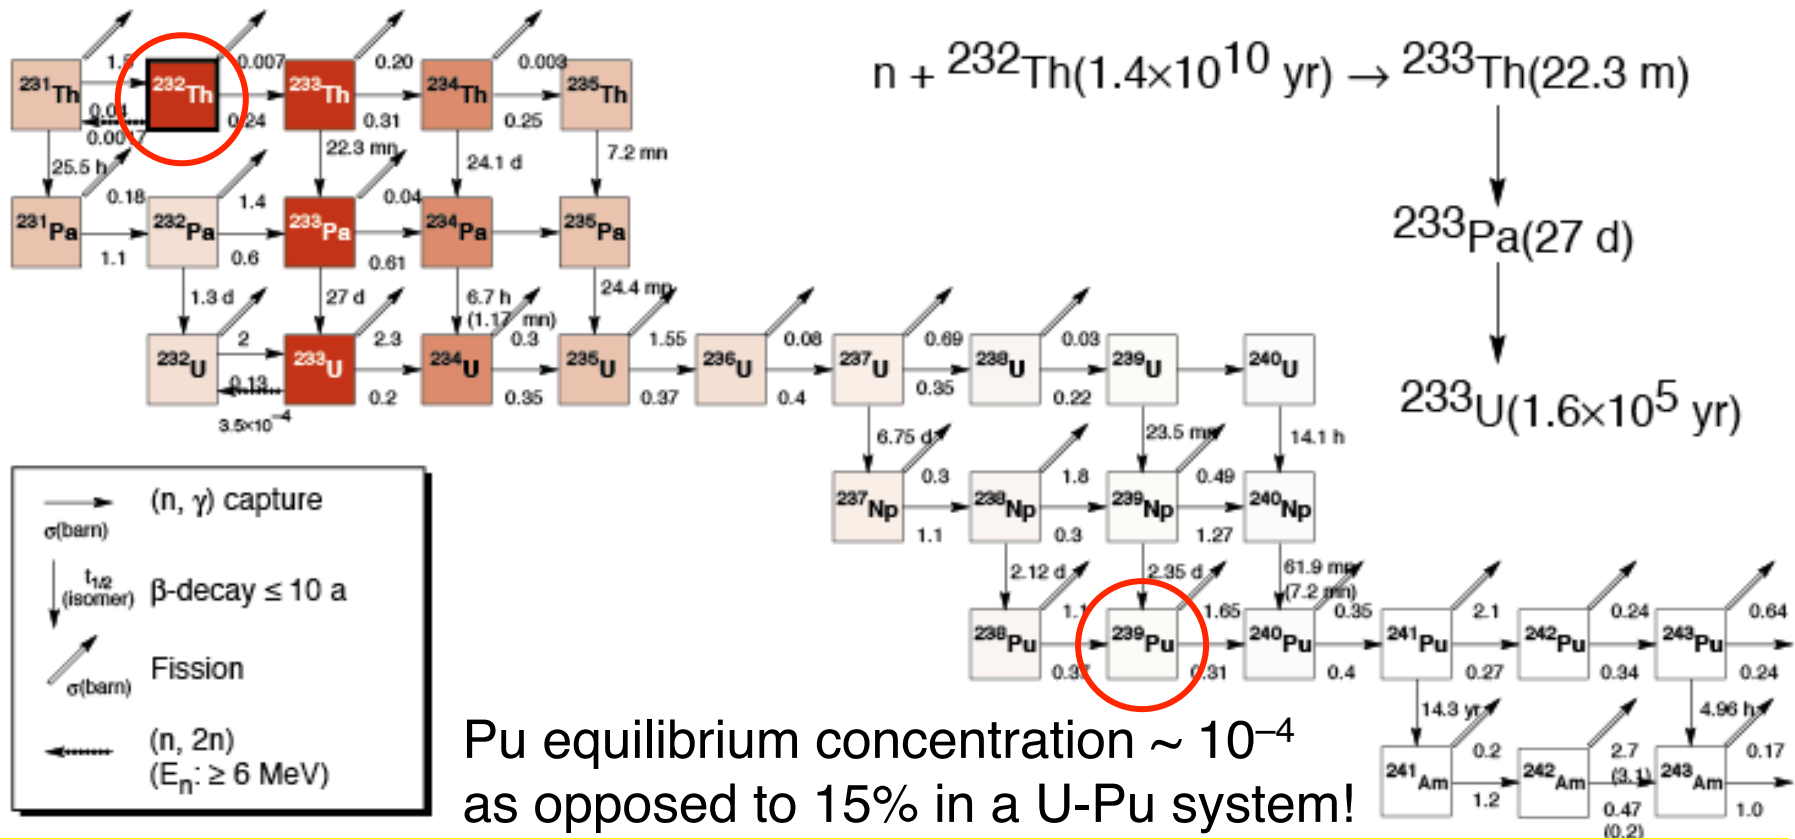 n + ²³²Th(1.4×10¹⁰ yr) → ²³³Th(22.3 m)
²³³Pa(27 d)
²³³U(1.6×10⁵ yr)
0.007 0.20 0.003
²³¹Th ²³²Th ²³³Th ²³⁴Th ²³⁵Th
0.04 0.24 0.31 0.25
0.0017
25.5 h 22.3 mn 24.1 d 7.2 mn
0.18 1.4 0.04
²³¹Pa ²³²Pa ²³³Pa ²³⁴Pa ²³⁵Pa
1.1 0.6 0.61
1.3 d 27 d 6.7 h 24.4 mn
(1.17 mn)
2 2.3 0.3 1.55 0.08 0.69 0.03
²³²U ²³³U ²³⁴U ²³⁵U ²³⁶U ²³⁷U ²³⁸U ²³⁹U ²⁴⁰U
0.13 0.2 0.35 0.37 0.4 0.35 0.22
3.5×10⁻⁴
6.75 d 23.5 mn 14.1 h
0.3 1.8 0.49
²³⁷Np ²³⁸Np ²³⁹Np ²⁴⁰Np
1.1 0.3 1.27
2.12 d 2.35 d 61.9 mn
(7.2 mn)
1.1 1.65 0.35 2.1 0.24 0.64
²³⁸Pu ²³⁹Pu ²⁴⁰Pu ²⁴¹Pu ²⁴²Pu ²⁴³Pu
0.37 0.31 0.4 0.27 0.34 0.24
14.3 yr 4.96 h
0.2 2.7 0.17
(3.1)
²⁴¹Am ²⁴²Am ²⁴³Am
1.2 0.47 1.0
(0.2)
(n, γ) capture
σ(barn)
t₁/₂
(isomer) β-decay ≤ 10 a
Fission
σ(barn)
(n, 2n)
(Eₙ: ≥ 6 MeV)
Pu equilibrium concentration ~ 10⁻⁴
as opposed to 15% in a U-Pu system!